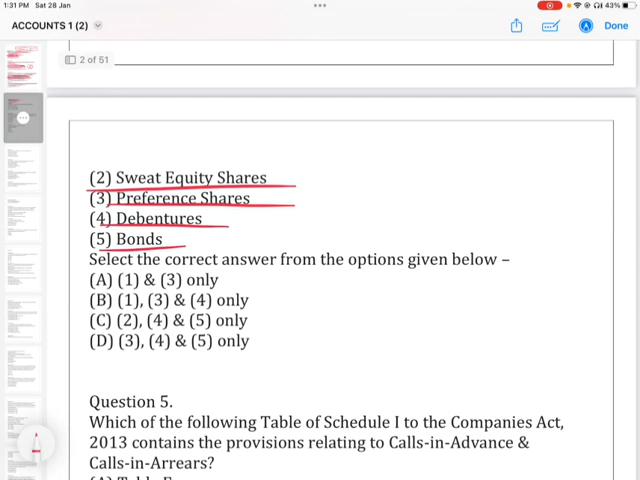 1:31 PM Sat 28 Jan
43%
ACCOUNTS 1 (2)
Done
2 of 51
(2) Sweat Equity Shares
(3) Preference Shares
(4) Debentures
(5) Bonds
Select the correct answer from the options given below –
(A) (1) & (3) only
(B) (1), (3) & (4) only
(C) (2), (4) & (5) only
(D) (3), (4) & (5) only
Question 5.
Which of the following Table of Schedule I to the Companies Act,
2013 contains the provisions relating to Calls-in-Advance &
Calls-in-Arrears?